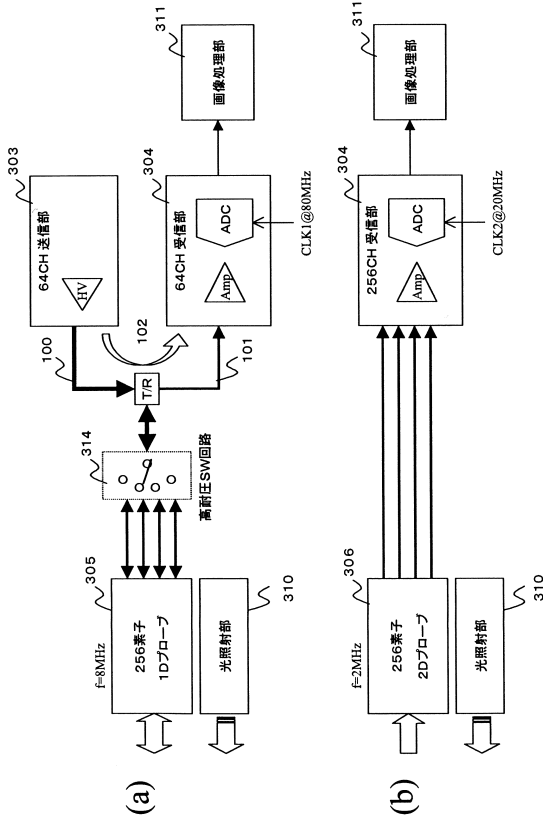 (a)
f=8MHz
305
256素子
1Dプローブ
光照射部
310
314
高耐圧SW回路
T/R
100
101
102
303
64CH 送信部
HV
304
64CH 受信部
Amp
ADC
CLK1@80MHz
311
画像処理部
(b)
f=2MHz
306
256素子
2Dプローブ
光照射部
310
304
256CH 受信部
Amp
ADC
CLK2@20MHz
311
画像処理部